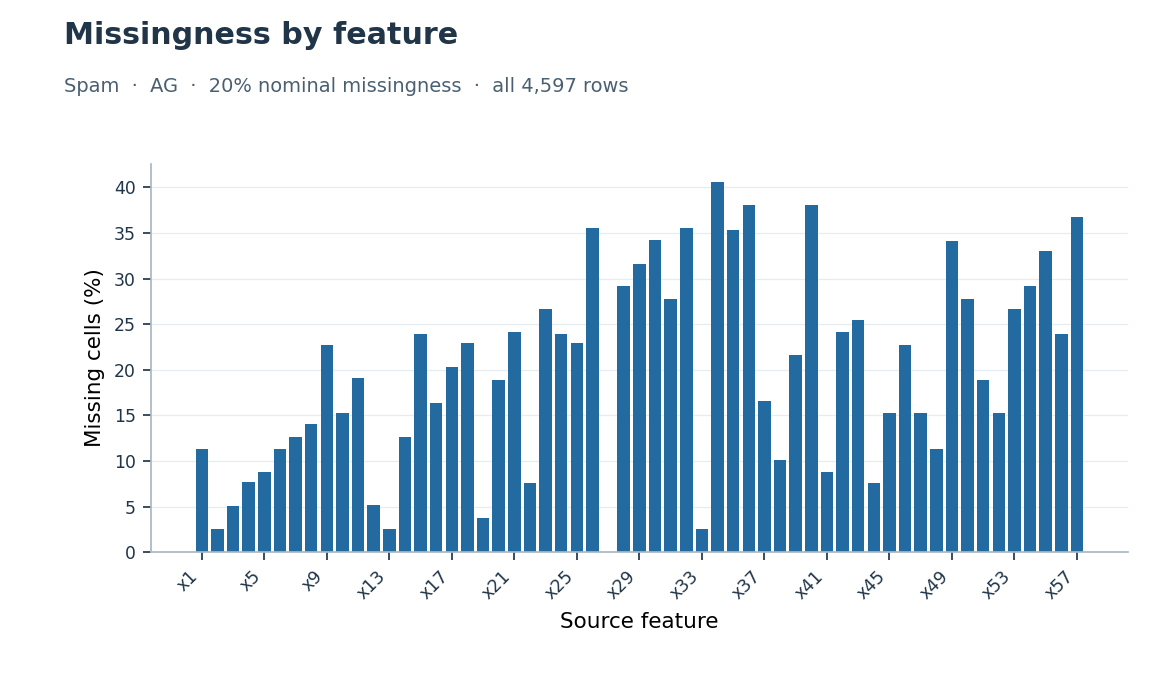 Missingness by feature
Spam · AG · 20% nominal missingness · all 4,597 rows
40
35
30
25
20
15
10
5
0
Missing cells (%)
x1 x5 x9 x13 x17 x21 x25 x29 x33 x37 x41 x45 x49 x53 x57
Source feature